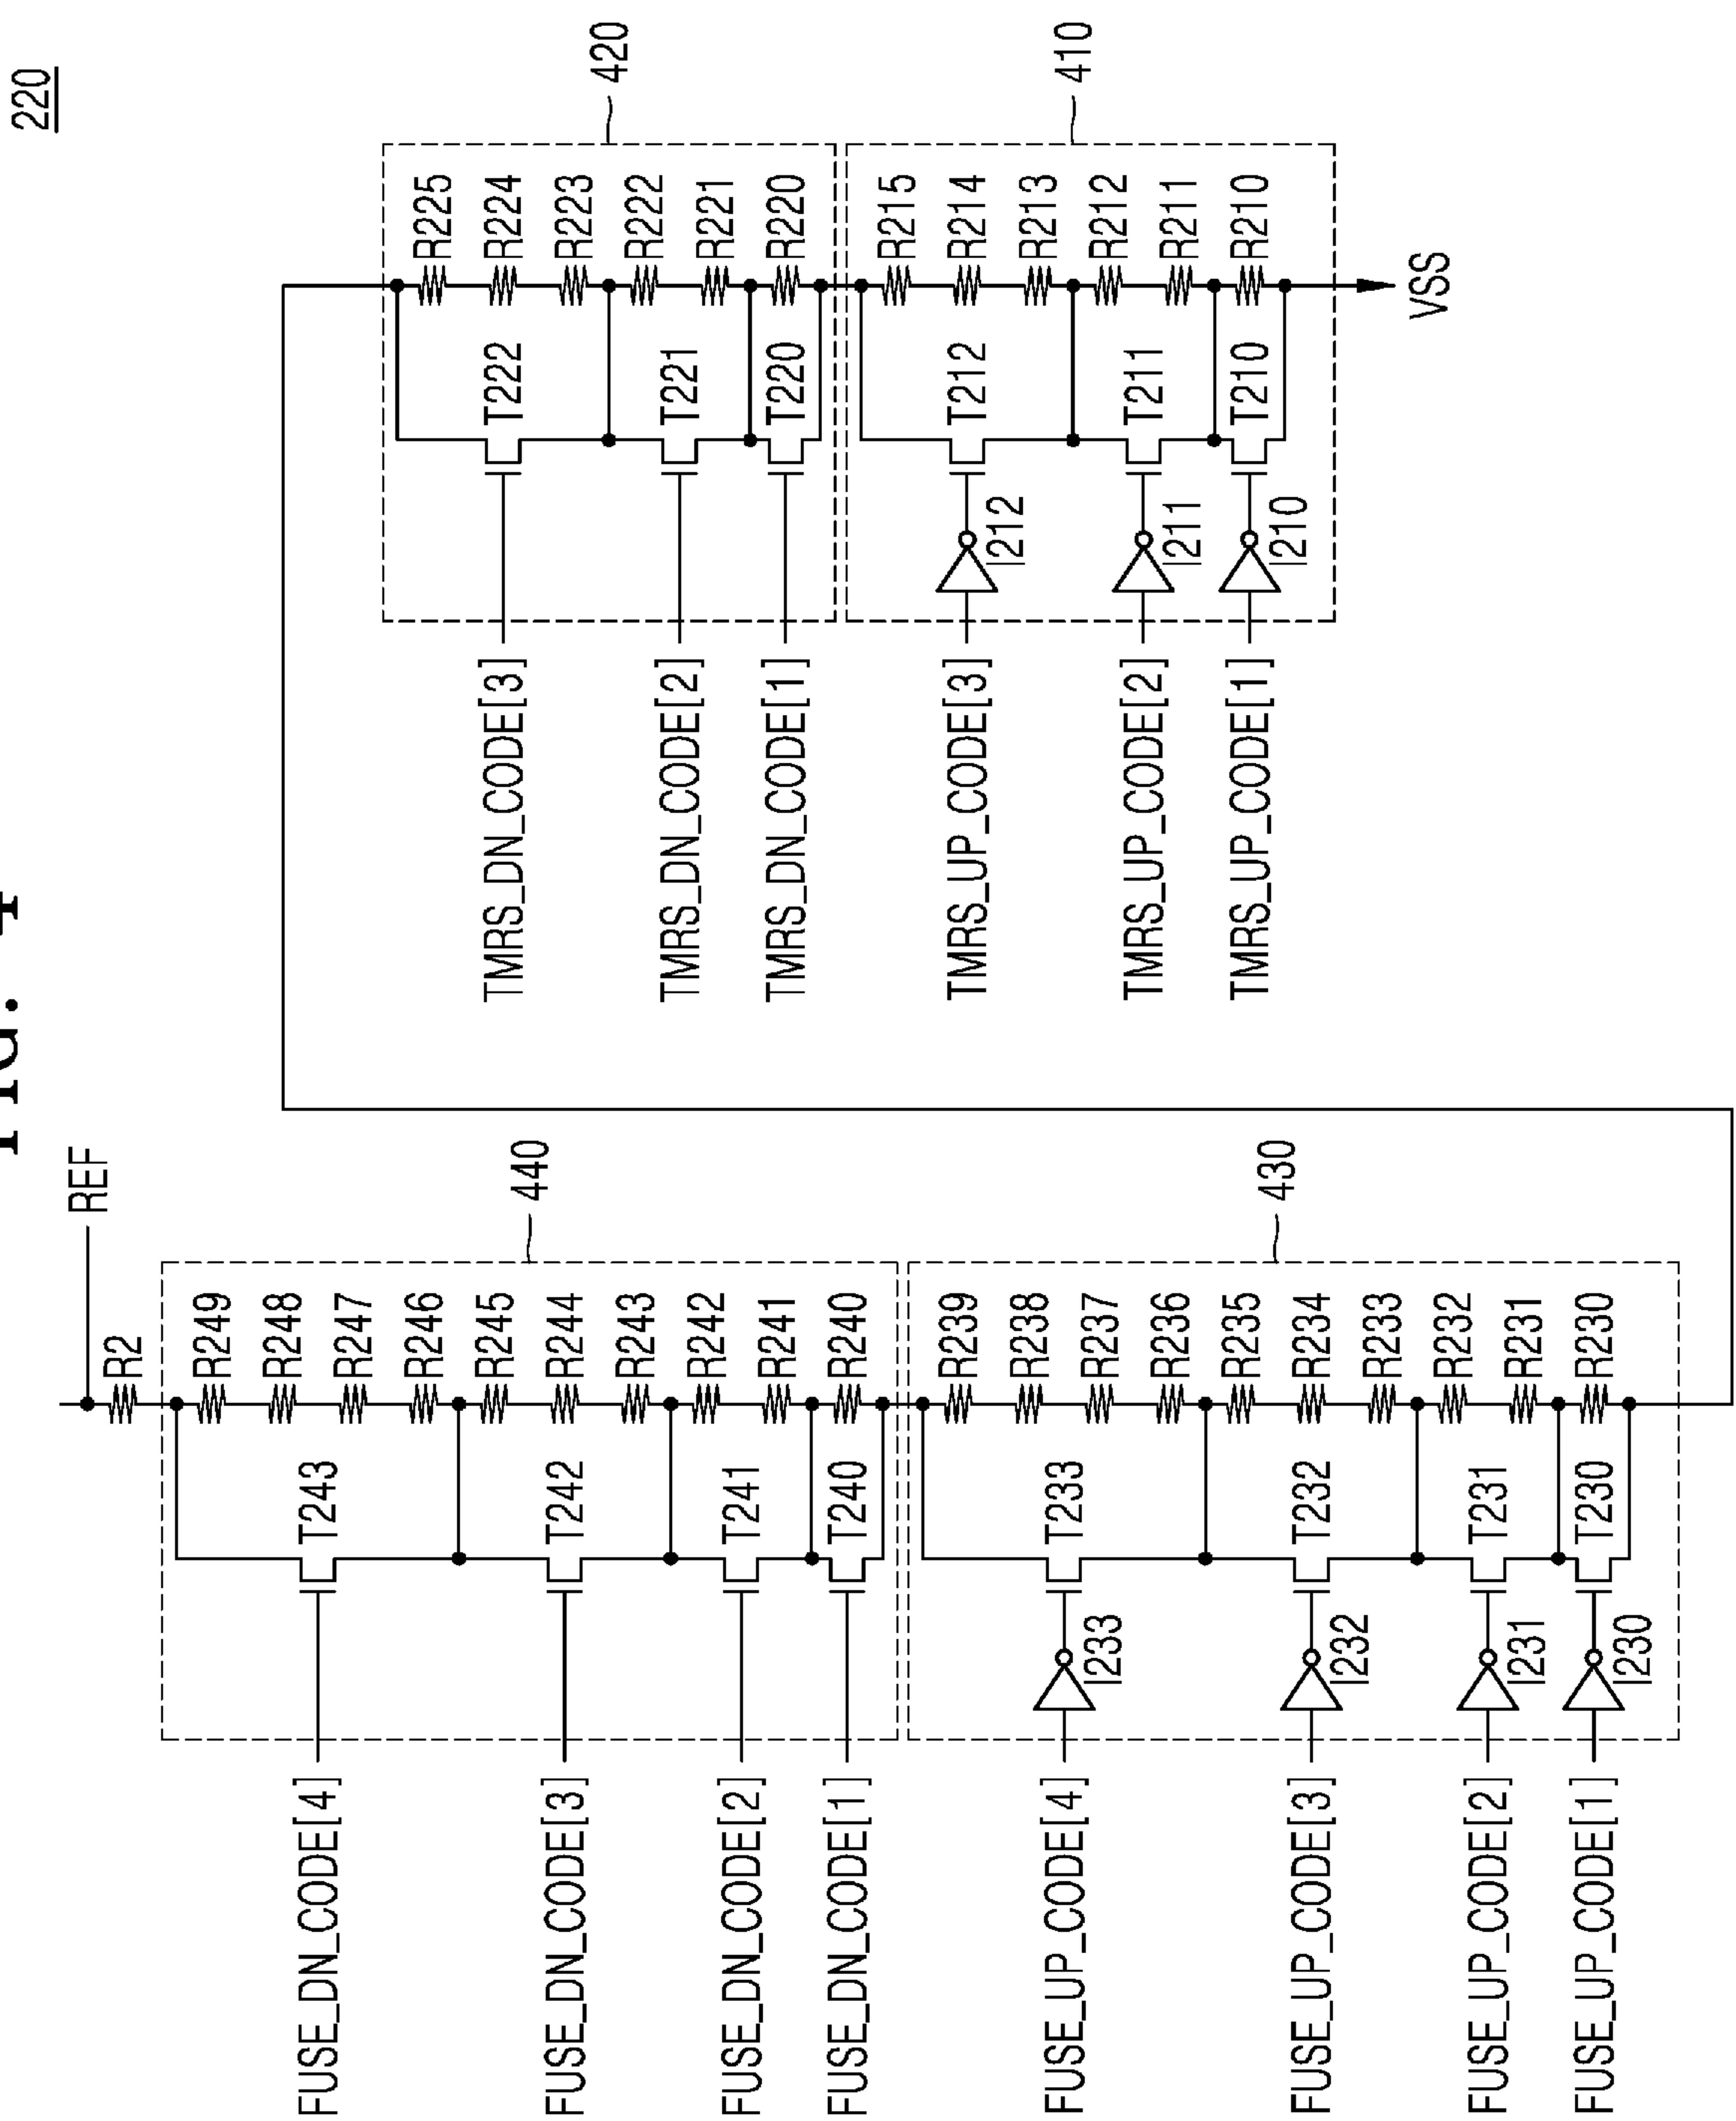 FIG. 4
220
REF
R2
440
R249
R248
R247
R246
R245
R244
R243
R242
R241
R240
T243
T242
T241
T240
FUSE_DN_CODE[4]
FUSE_DN_CODE[3]
FUSE_DN_CODE[2]
FUSE_DN_CODE[1]
430
R239
R238
R237
R236
R235
R234
R233
R232
R231
R230
T233
T232
T231
T230
I233
I232
I231
I230
FUSE_UP_CODE[4]
FUSE_UP_CODE[3]
FUSE_UP_CODE[2]
FUSE_UP_CODE[1]
420
R225
R224
R223
R222
R221
R220
T222
T221
T220
TMRS_DN_CODE[3]
TMRS_DN_CODE[2]
TMRS_DN_CODE[1]
410
R215
R214
R213
R212
R211
R210
T212
T211
T210
I212
I211
I210
TMRS_UP_CODE[3]
TMRS_UP_CODE[2]
TMRS_UP_CODE[1]
VSS